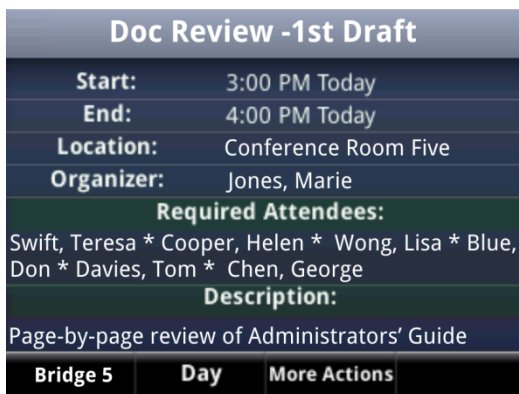 Doc Review -1st Draft
Start: 3:00 PM Today
End: 4:00 PM Today
Location: Conference Room Five
Organizer: Jones, Marie
Required Attendees:
Swift, Teresa * Cooper, Helen * Wong, Lisa * Blue,
Don * Davies, Tom * Chen, George
Description:
Page-by-page review of Administrators’ Guide
Bridge 5 Day More Actions